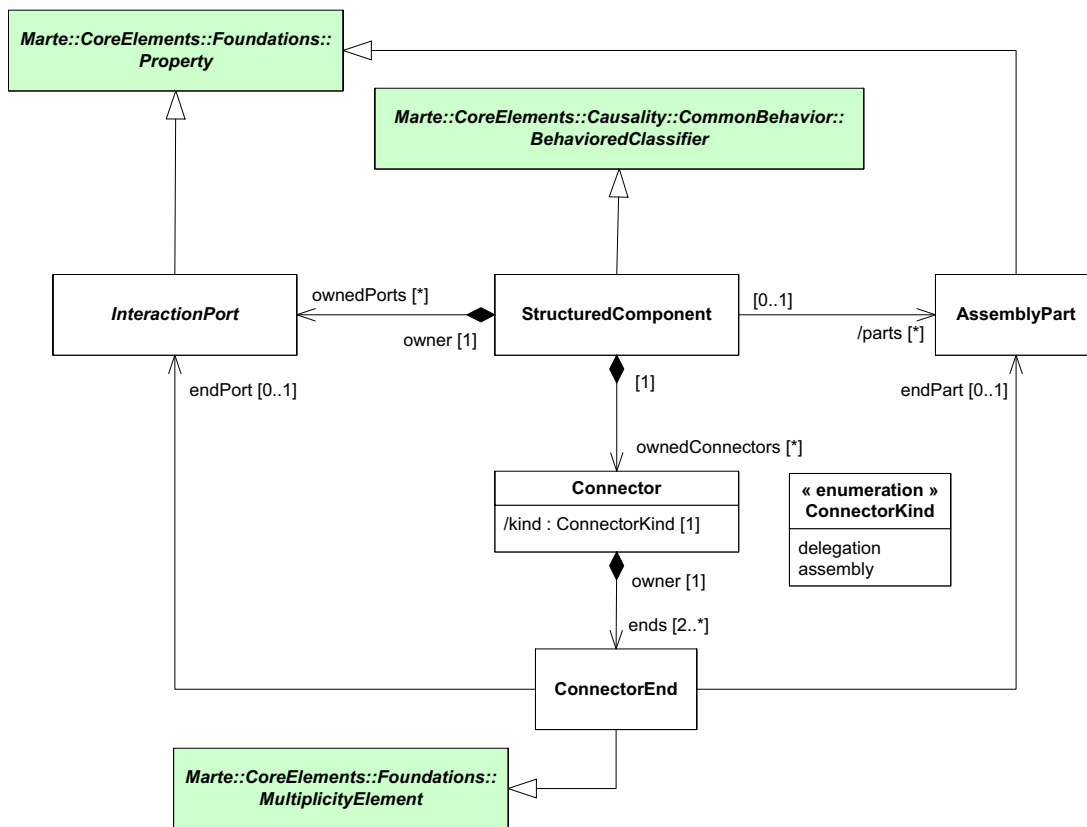 Marte::CoreElements::Foundations::
Property
Marte::CoreElements::Causality::CommonBehavior::
BehavioredClassifier
InteractionPort
ownedPorts [*]
owner [1]
StructuredComponent
[0..1]
/parts [*]
AssemblyPart
endPort [0..1]
[1]
endPart [0..1]
ownedConnectors [*]
Connector
/kind : ConnectorKind [1]
« enumeration »
ConnectorKind
delegation
assembly
owner [1]
ends [2..*]
ConnectorEnd
Marte::CoreElements::Foundations::
MultiplicityElement